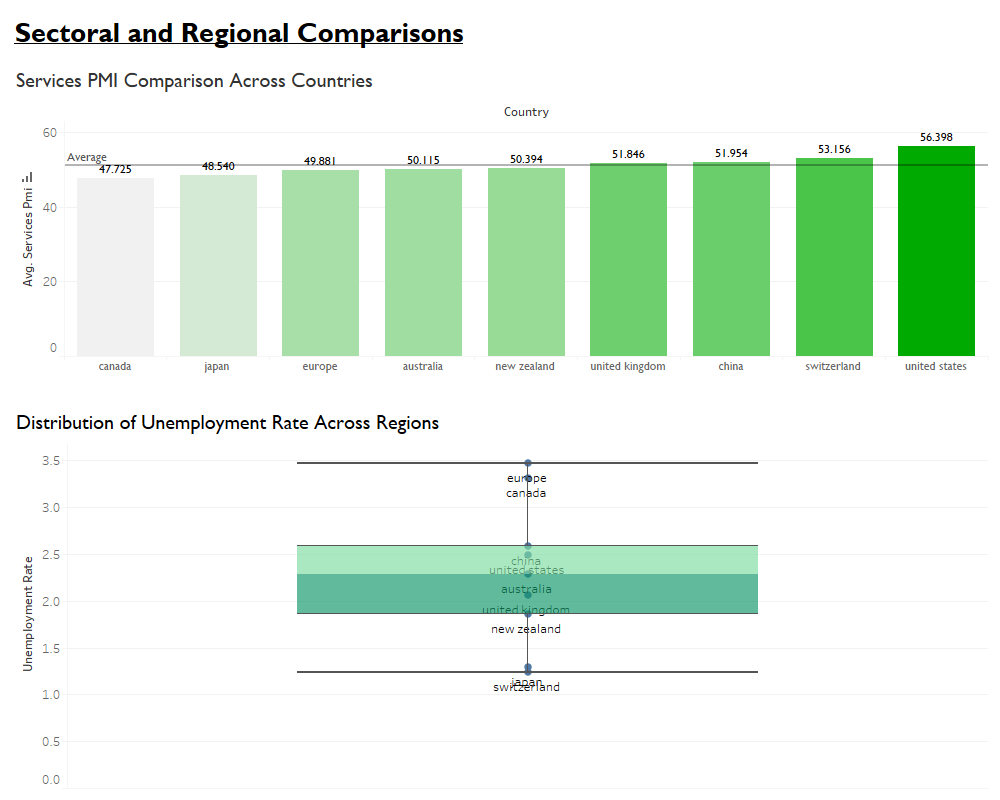 Sectoral and Regional Comparisons
Services PMI Comparison Across Countries
Country
Avg. Services Pmi
60
40
20
0
Average
47.725
48.540
49.881
50.115
50.394
51.846
51.954
53.156
56.398
canada
japan
europe
australia
new zealand
united kingdom
china
switzerland
united states
Distribution of Unemployment Rate Across Regions
Unemployment Rate
3.5
3.0
2.5
2.0
1.5
1.0
0.5
0.0
europe
canada
china
united states
australia
united kingdom
new zealand
japan
switzerland